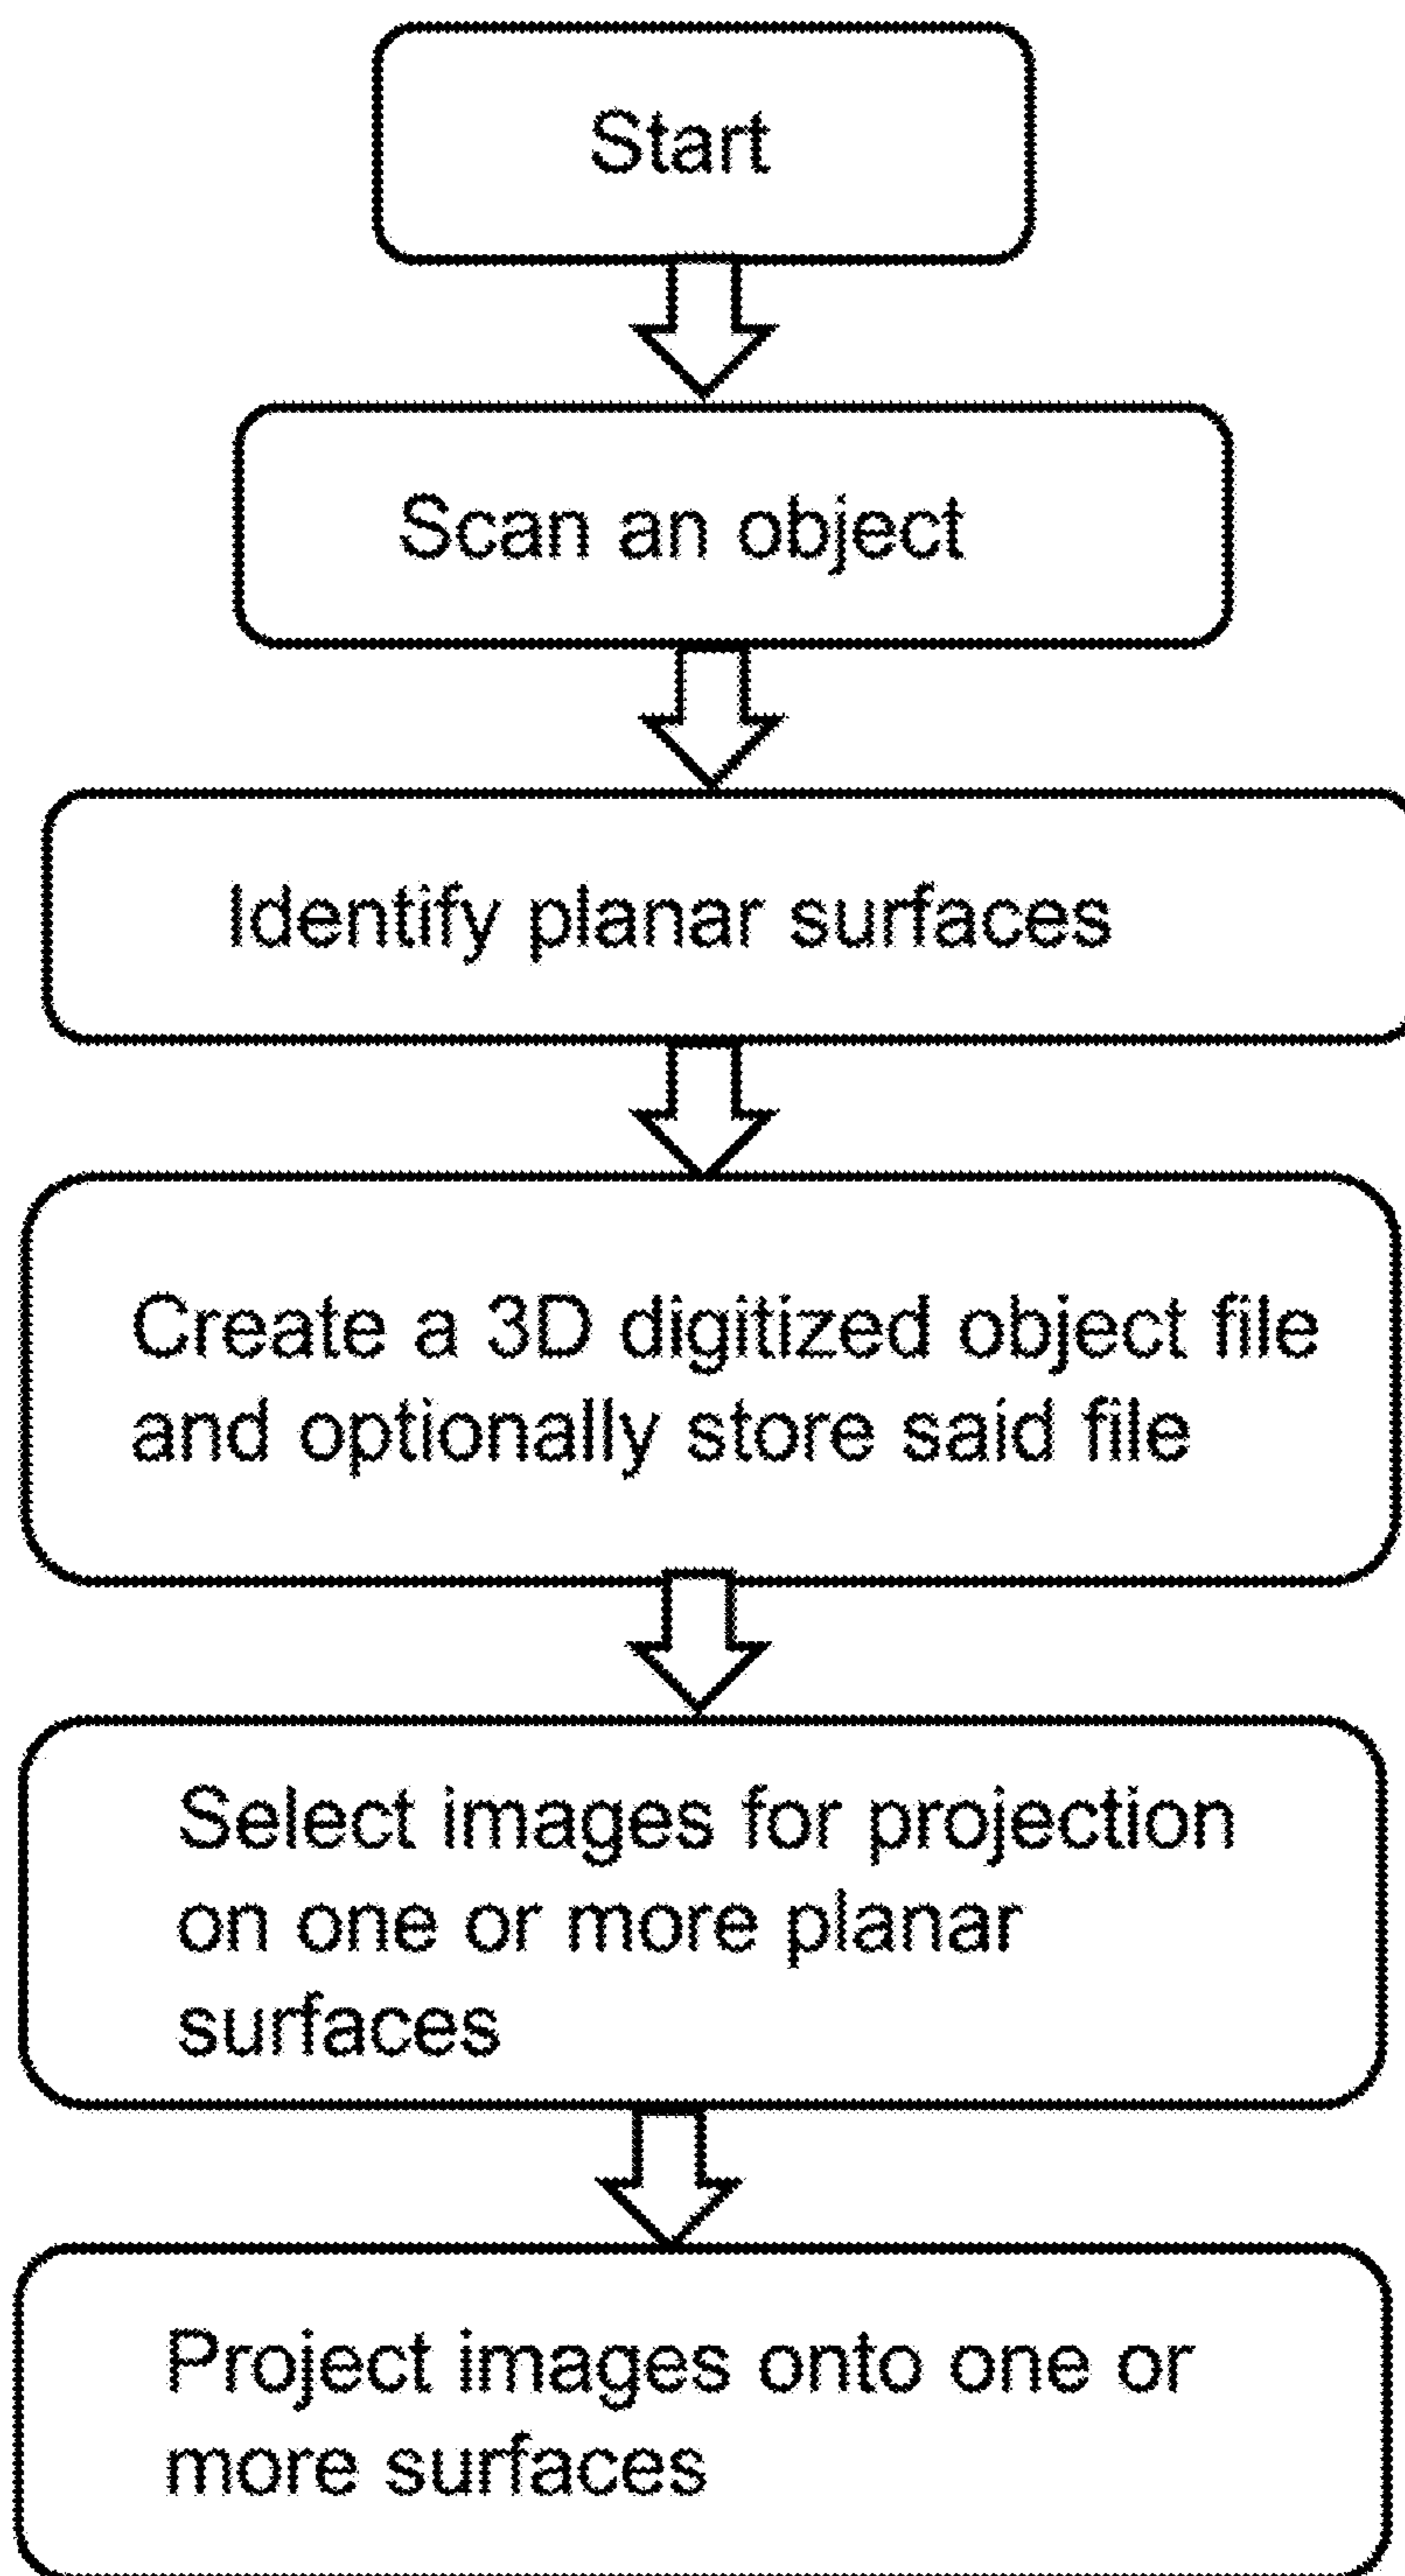 Start
Scan an object
Identify planar surfaces
Create a 3D digitized object file
and optionally store said file
Select images for projection
on one or more planar
surfaces
Project images onto one or
more surfaces